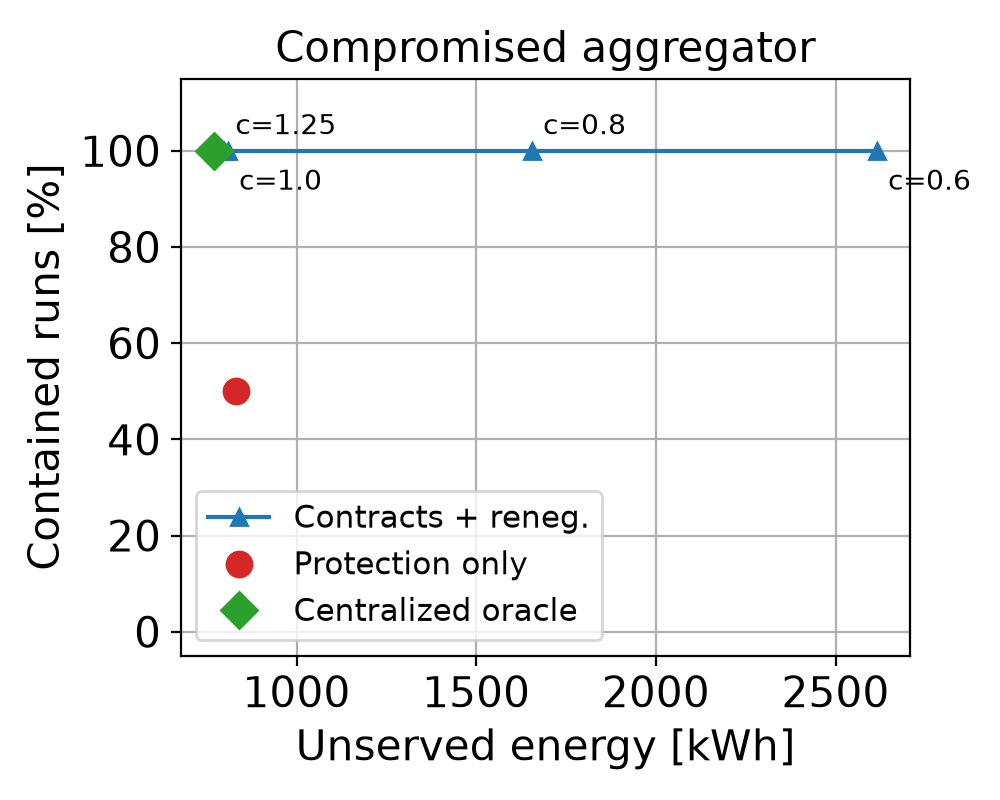 Compromised aggregator
Contained runs [%]
100
80
60
40
20
0
c=1.25
c=0.8
c=1.0
c=0.6
Contracts + reneg.
Protection only
Centralized oracle
1000 1500 2000 2500
Unserved energy [kWh]